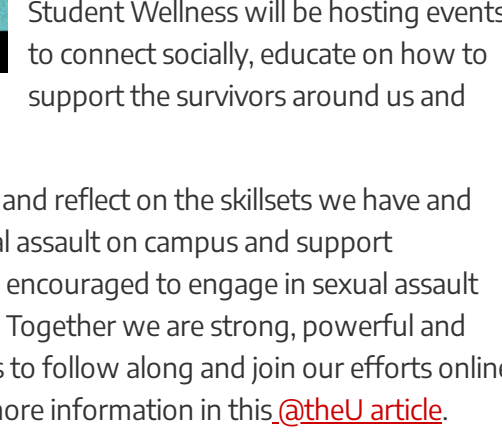 Student Wellness will be hosting events
to connect socially, educate on how to
support the survivors around us and
and reflect on the skillsets we have and
assault on campus and support
encouraged to engage in sexual assault
Together we are strong, powerful and
to follow along and join our efforts online
more information in this @theU article.